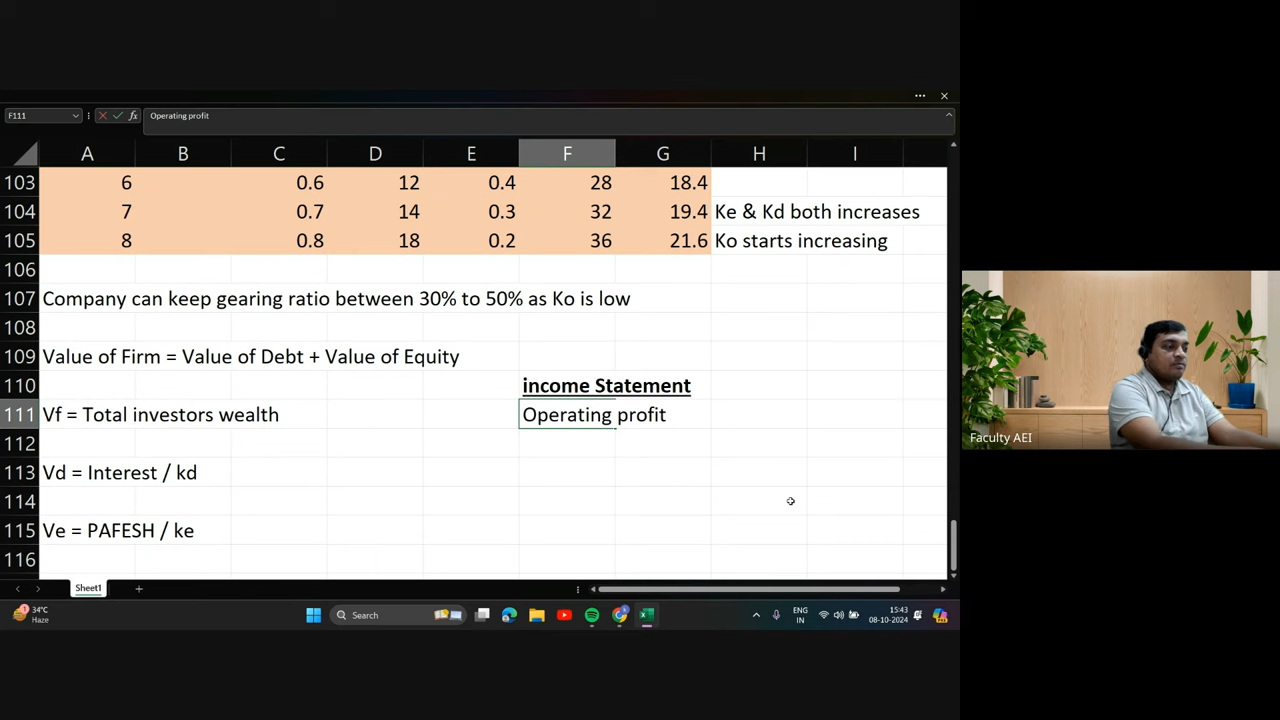 F111
fx
Operating profit
A B C D E F G H I
103 6 0.6 12 0.4 28 18.4
104 7 0.7 14 0.3 32 19.4 Ke & Kd both increases
105 8 0.8 18 0.2 36 21.6 Ko starts increasing
106
107 Company can keep gearing ratio between 30% to 50% as Ko is low
108
109 Value of Firm = Value of Debt + Value of Equity
110 income Statement
111 Vf = Total investors wealth Operating profit
112
113 Vd = Interest / kd
114
115 Ve = PAFESH / ke
116
Sheet1
Faculty AEI
1
34°C
Haze
Search
ENG
IN
15:43
08-10-2024